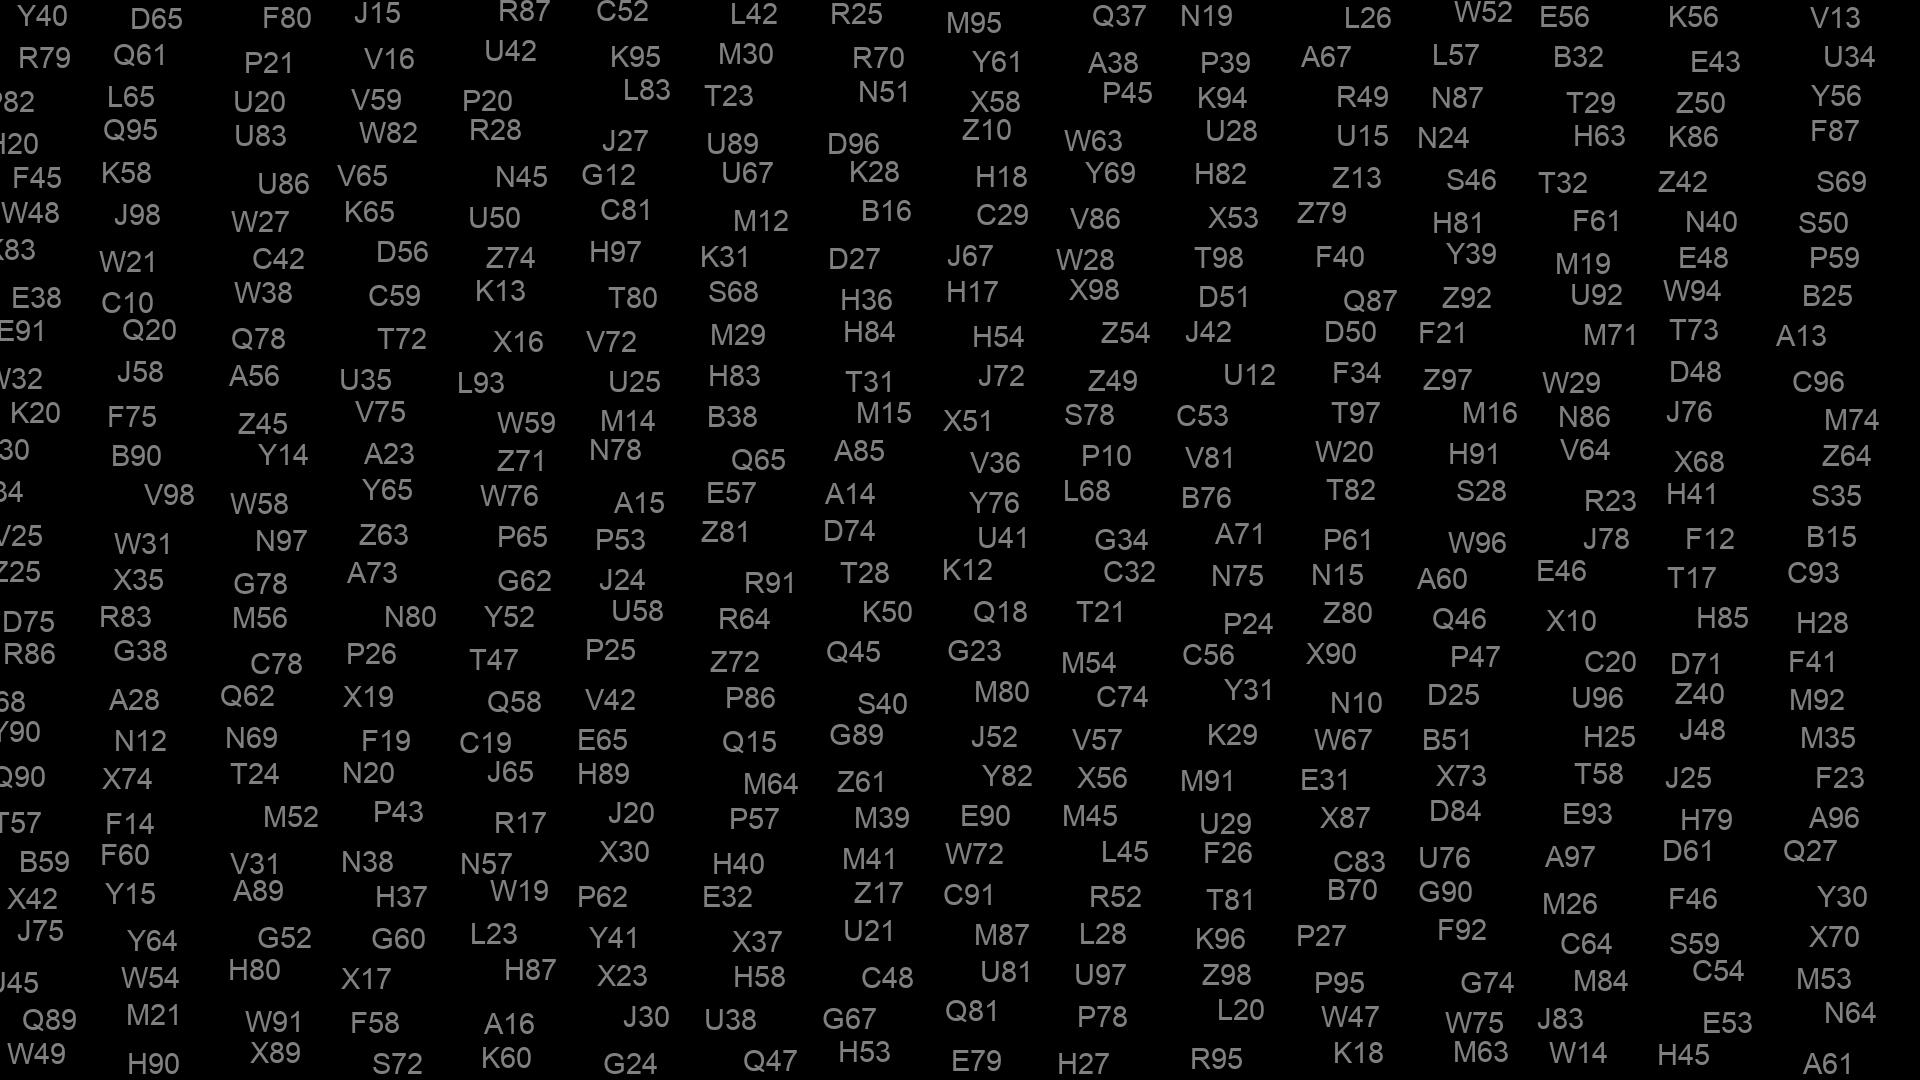 Y40 D65 F80 J15 R87 C52 L42 R25 M95 Q37 N19 L26 W52 E56 K56 V13
R79 Q61 P21 V16 U42 K95 M30 R70 Y61 A38 P39 A67 L57 B32 E43 U34
L65 U20 V59 P20 L83 T23 N51 X58 P45 K94 R49 N87 T29 Z50 Y56
H20 Q95 U83 W82 R28 J27 U89 D96 Z10 W63 U28 U15 N24 H63 K86 F87
F45 K58 U86 V65 N45 G12 U67 K28 H18 Y69 H82 Z13 S46 T32 Z42 S69
W48 J98 W27 K65 U50 C81 M12 B16 C29 V86 X53 Z79 H81 F61 N40 S50
K83 W21 C42 D56 Z74 H97 K31 D27 J67 W28 T98 F40 Y39 M19 E48 P59
E38 C10 W38 C59 K13 T80 S68 H36 H17 X98 D51 Q87 Z92 U92 W94 B25
E91 Q20 Q78 T72 X16 V72 M29 H84 H54 Z54 J42 D50 F21 M71 T73 A13
W32 J58 A56 U35 L93 U25 H83 T31 J72 Z49 U12 F34 Z97 W29 D48 C96
K20 F75 Z45 V75 W59 M14 B38 M15 X51 S78 C53 T97 M16 N86 J76 M74
30 B90 Y14 A23 Z71 N78 Q65 A85 V36 P10 V81 W20 H91 V64 X68 Z64
84 V98 W58 Y65 W76 A15 E57 A14 Y76 L68 B76 T82 S28 R23 H41 S35
V25 W31 N97 Z63 P65 P53 Z81 D74 U41 G34 A71 P61 W96 J78 F12 B15
Z25 X35 G78 A73 G62 J24 R91 T28 K12 C32 N75 N15 A60 E46 T17 C93
D75 R83 M56 N80 Y52 U58 R64 K50 Q18 T21 P24 Z80 Q46 X10 H85 H28
R86 G38 C78 P26 T47 P25 Z72 Q45 G23 M54 C56 X90 P47 C20 D71 F41
68 A28 Q62 X19 Q58 V42 P86 S40 M80 C74 Y31 N10 D25 U96 Z40 M92
Y90 N12 N69 F19 C19 E65 Q15 G89 J52 V57 K29 W67 B51 H25 J48 M35
Q90 X74 T24 N20 J65 H89 M64 Z61 Y82 X56 M91 E31 X73 T58 J25 F23
T57 F14 M52 P43 R17 J20 P57 M39 E90 M45 U29 X87 D84 E93 H79 A96
B59 F60 V31 N38 N57 X30 H40 M41 W72 L45 F26 C83 U76 A97 D61 Q27
X42 Y15 A89 H37 W19 P62 E32 Z17 C91 R52 T81 B70 G90 M26 F46 Y30
J75 Y64 G52 G60 L23 Y41 X37 U21 M87 L28 K96 P27 F92 C64 S59 X70
W54 H80 X17 H87 X23 H58 C48 U81 U97 Z98 P95 G74 M84 C54 M53
Q89 M21 W91 F58 A16 J30 U38 G67 Q81 P78 L20 W47 W75 J83 E53 N64
W49 H90 X89 S72 K60 G24 Q47 H53 E79 H27 R95 K18 M63 W14 H45 A61